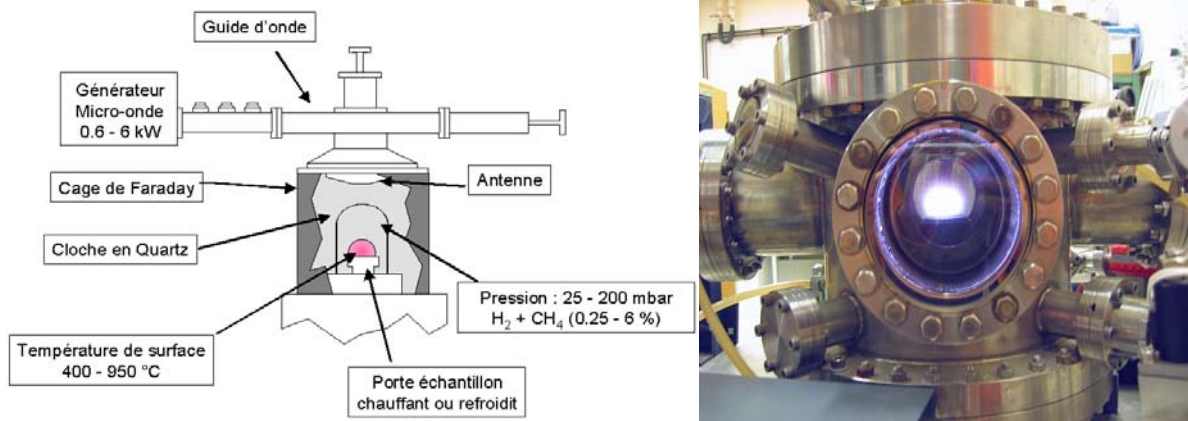 Guide d'onde
Générateur
Micro-onde
0.6 - 6 kW
Cage de Faraday
Antenne
Cloche en Quartz
Pression : 25 - 200 mbar
H₂ + CH₄ (0.25 - 6 %)
Température de surface
400 - 950 °C
Porte échantillon
chauffant ou refroidit